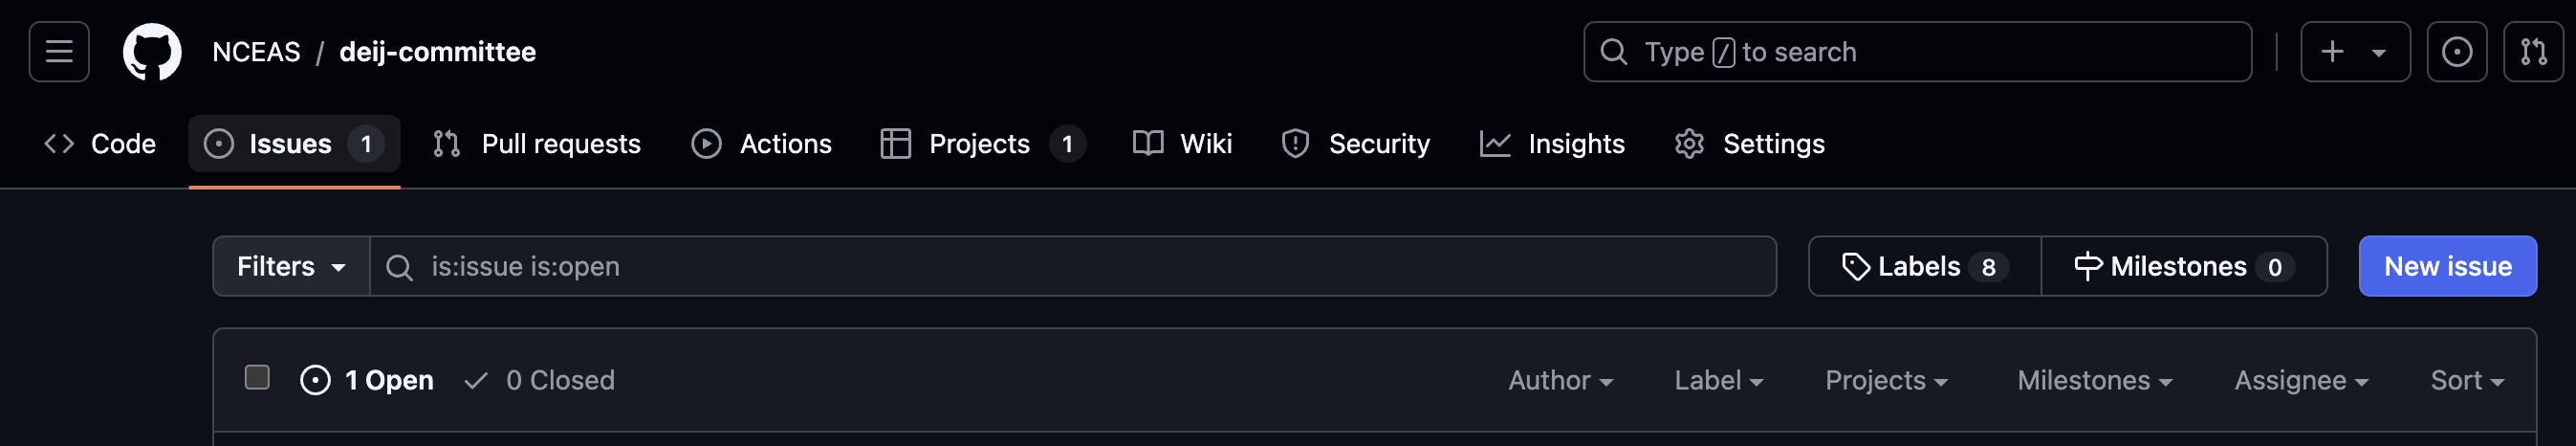 NCEAS / deij-committee Type / to search
Code Issues 1 Pull requests Actions Projects 1 Wiki Security Insights Settings
Filters is:issue is:open Labels 8 Milestones 0 New issue
1 Open 0 Closed Author Label Projects Milestones Assignee Sort